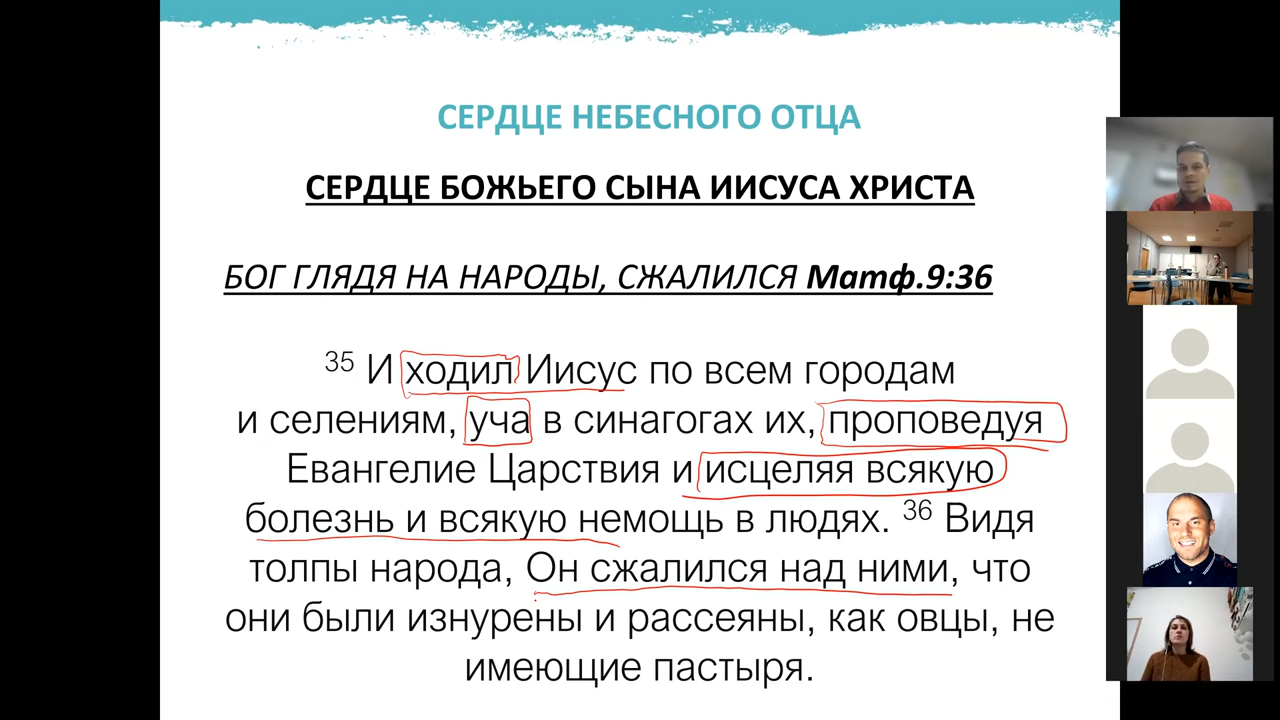 СЕРДЦЕ НЕБЕСНОГО ОТЦА
СЕРДЦЕ БОЖЬЕГО СЫНА ИИСУСА ХРИСТА
БОГ ГЛЯДЯ НА НАРОДЫ, СЖАЛИЛСЯ Матф.9:36
35 И ходил Иисус по всем городам
и селениям, уча в синагогах их, проповедуя
Евангелие Царствия и исцеляя всякую
болезнь и всякую немощь в людях. 36 Видя
толпы народа, Он сжалился над ними, что
они были изнурены и рассеяны, как овцы, не
имеющие пастыря.